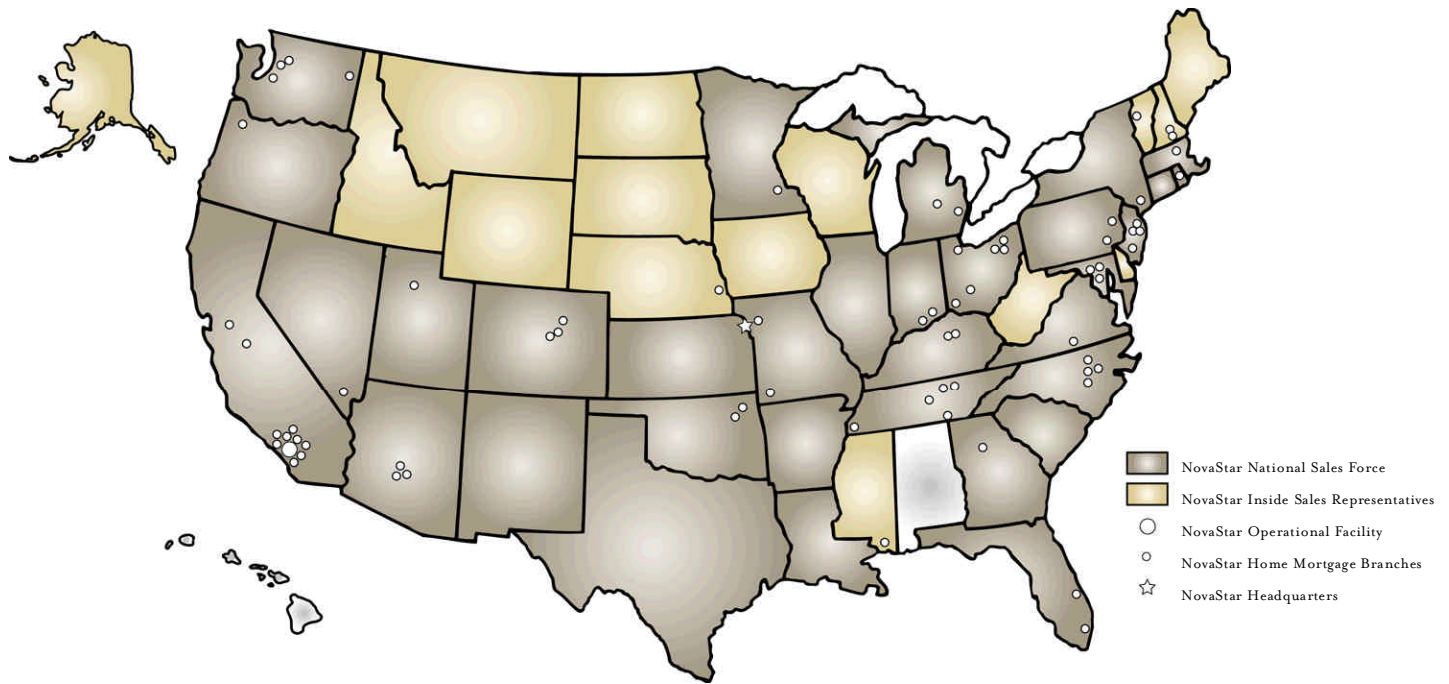 NovaStar National Sales Force
NovaStar Inside Sales Representatives
NovaStar Operational Facility
NovaStar Home Mortgage Branches
NovaStar Headquarters